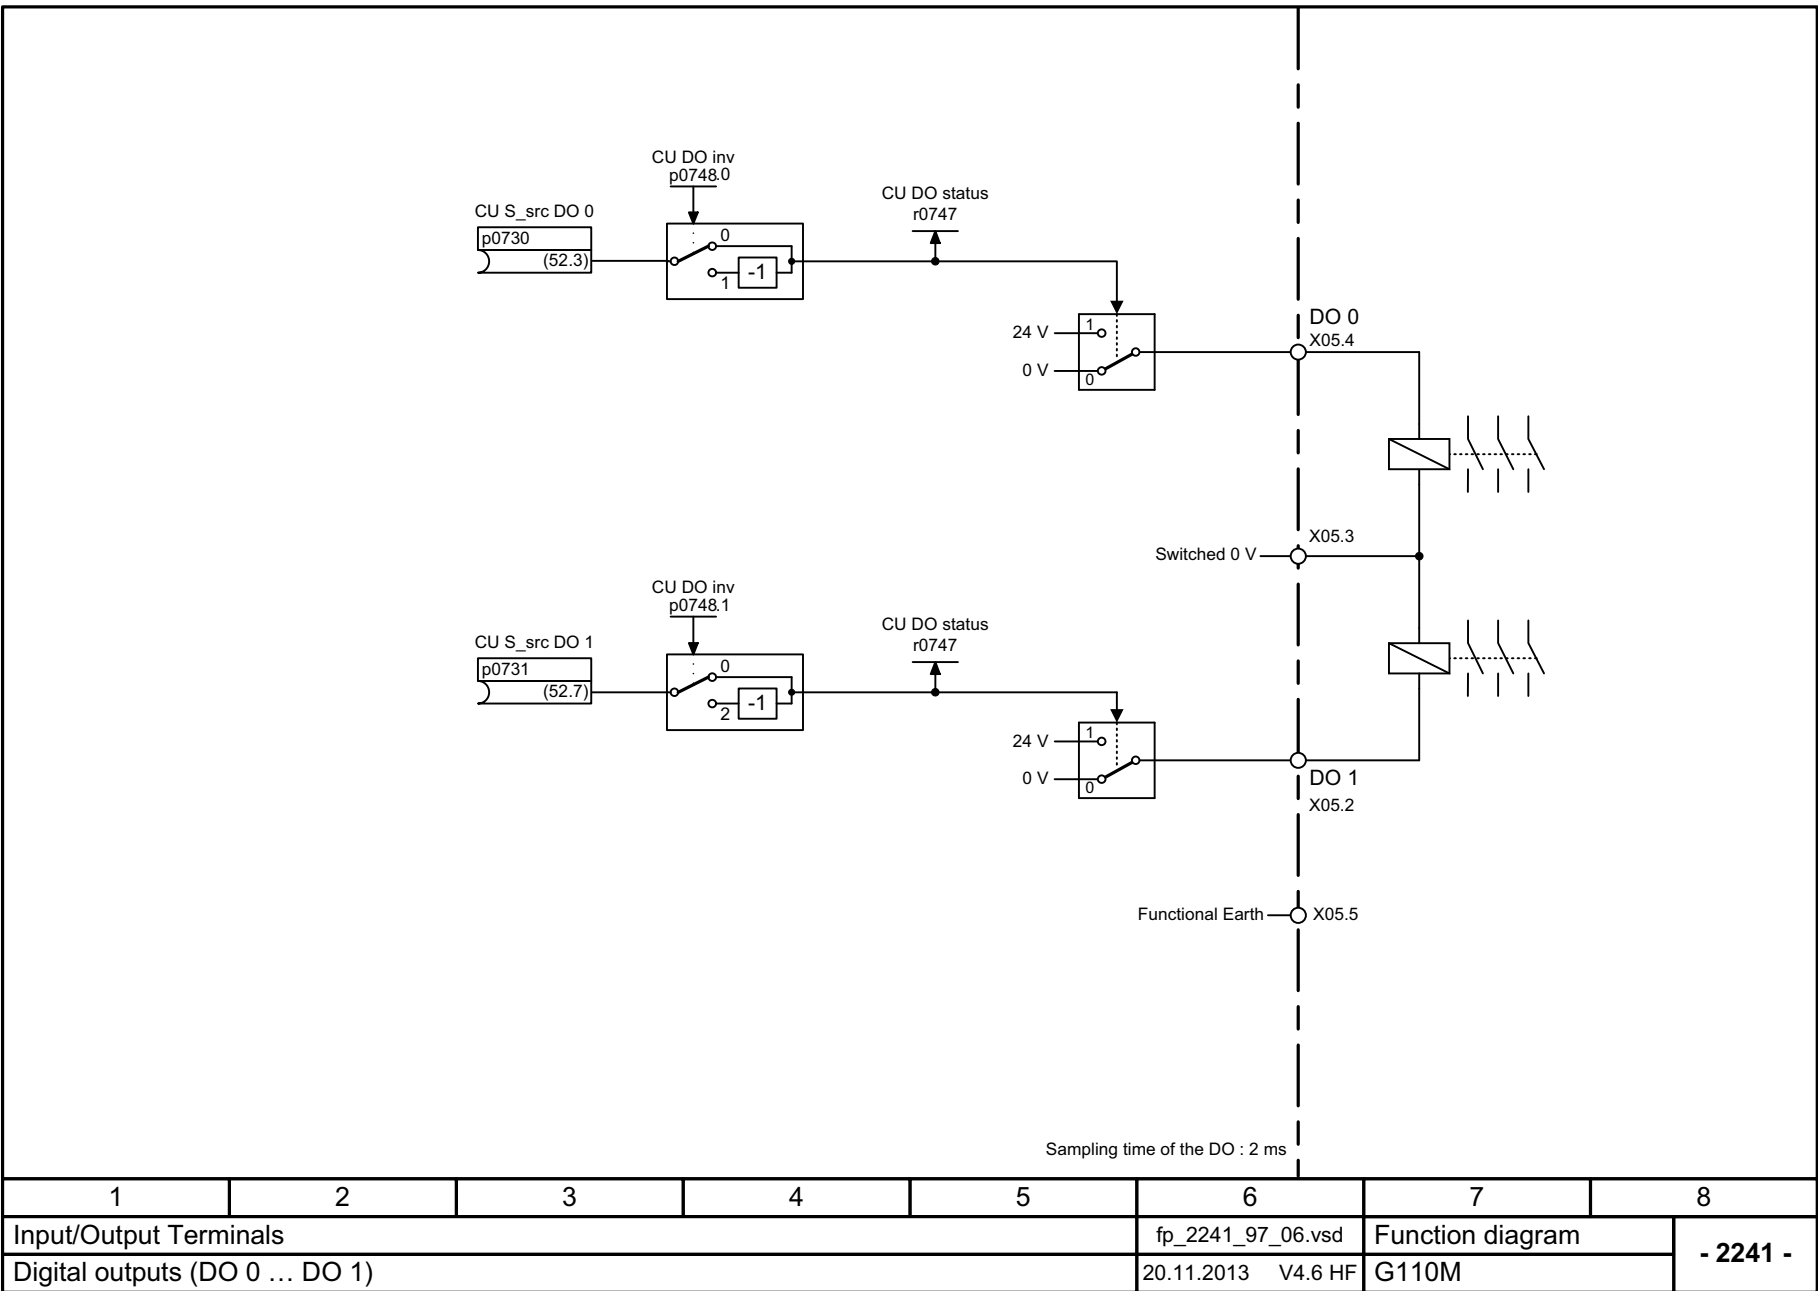 CU DO inv
p0748.0
CU DO status
r0747
CU S_src DO 0
p0730
(52.3)
0
1
-1
24 V
1
0 V
0
DO 0
X05.4
X05.3
Switched 0 V
CU DO inv
p0748.1
CU DO status
r0747
CU S_src DO 1
p0731
(52.7)
0
2
-1
24 V
1
0 V
0
DO 1
X05.2
Functional Earth
X05.5
Sampling time of the DO : 2 ms
1 2 3 4 5 6 7 8
Input/Output Terminals
fp_2241_97_06.vsd
Function diagram
- 2241 -
Digital outputs (DO 0 … DO 1)
20.11.2013 V4.6 HF
G110M